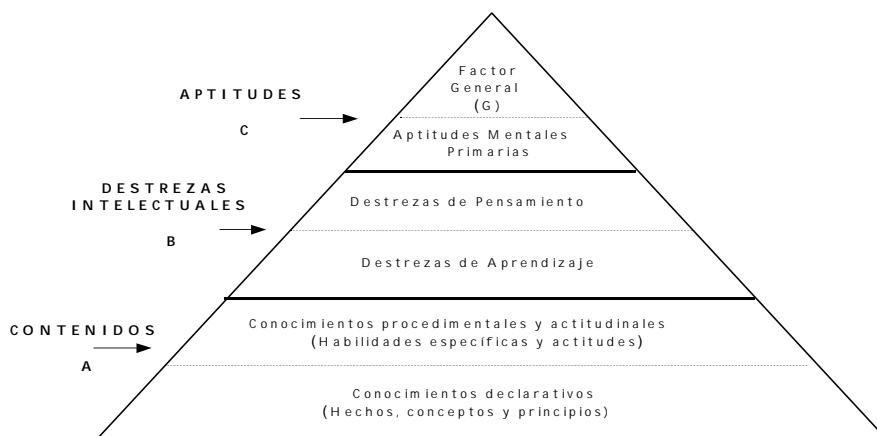 Factor
General
(G)
APTITUDES
C
Aptitudes Mentales
Primarias
DESTREZAS
INTELECTUALES
B
Destrezas de Pensamiento
Destrezas de Aprendizaje
CONTENIDOS
A
Conocimientos procedimentales y actitudinales
(Habilidades específicas y actitudes)
Conocimientos declarativos
(Hechos, conceptos y principios)